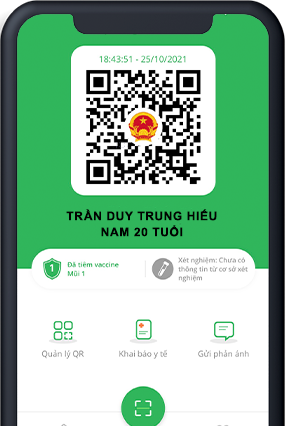 18:43:51 - 25/10/2021
TRẦN DUY TRUNG HIẾU
NAM 20 TUỔI
1
Đã tiêm vaccine
Mũi 1
Xét nghiệm: Chưa có
thông tin từ cơ sở xét
nghiệm
Quản lý QR
Khai báo y tế
Gửi phản ánh